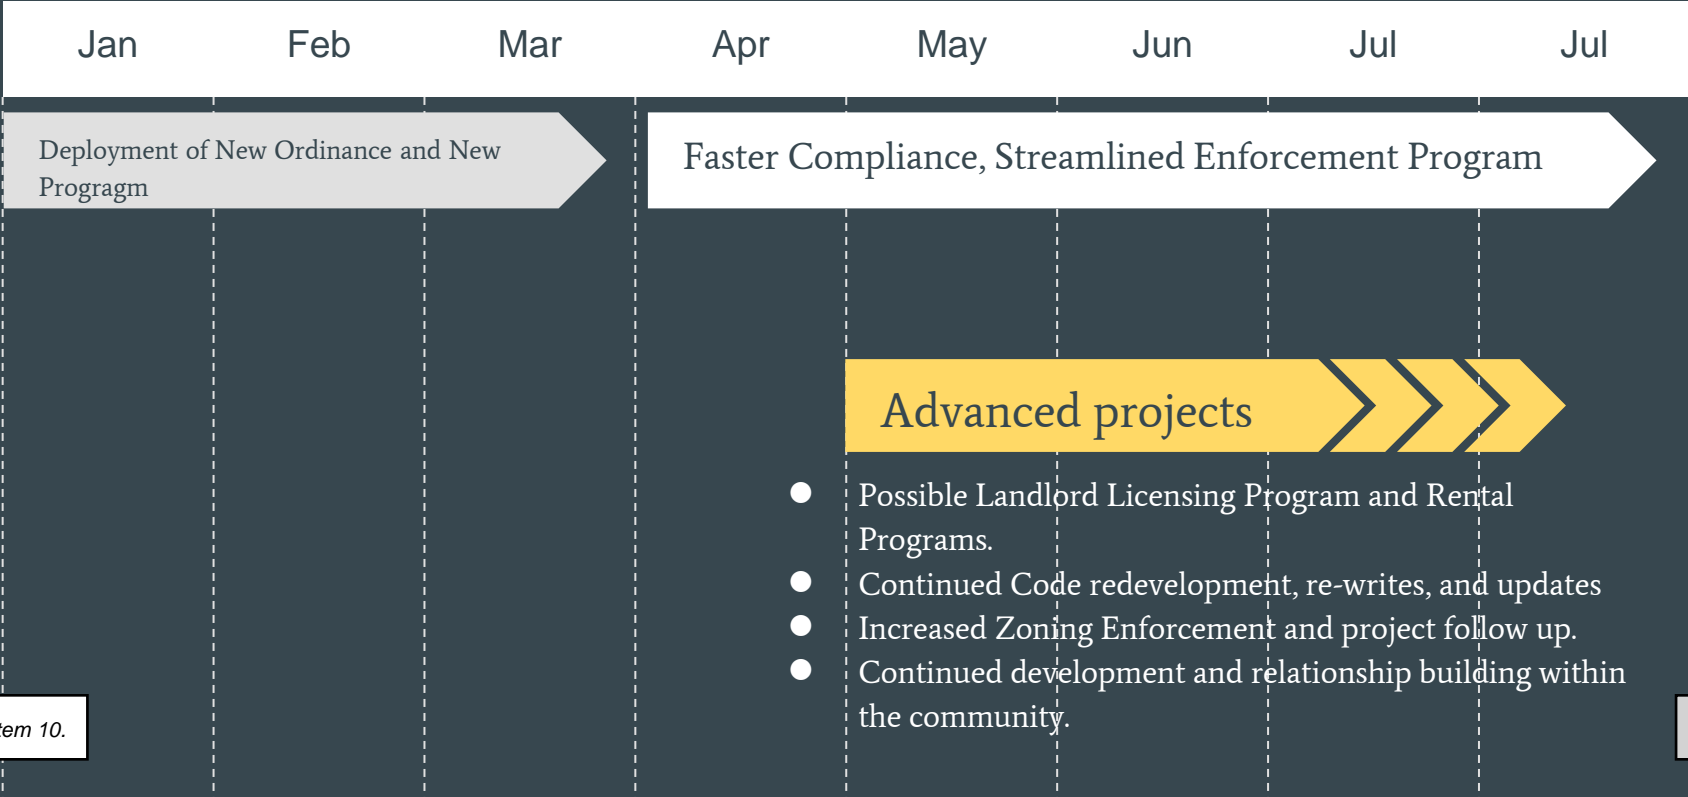 Jan Feb Mar Apr May Jun Jul Jul
Deployment of New Ordinance and New
Progragm
Faster Compliance, Streamlined Enforcement Program
Advanced projects
● Possible Landlord Licensing Program and Rental
Programs.
● Continued Code redevelopment, re-writes, and updates
● Increased Zoning Enforcement and project follow up.
● Continued development and relationship building within
the community.
tem 10.